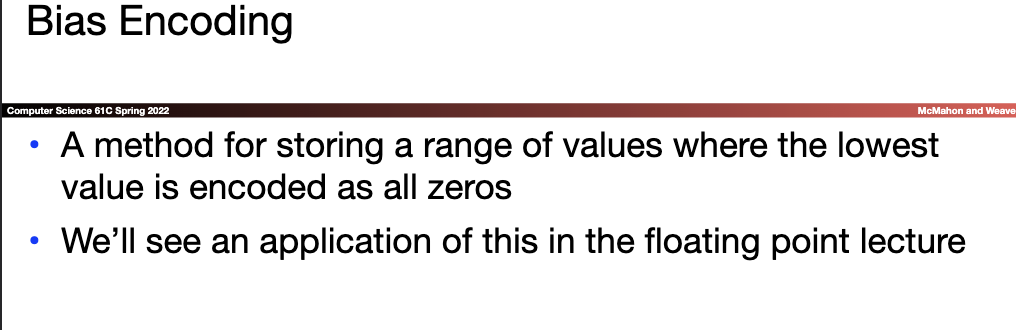 Bias Encoding
Computer Science 61C Spring 2022
McMahon and Weave
• A method for storing a range of values where the lowest
value is encoded as all zeros
• We’ll see an application of this in the floating point lecture